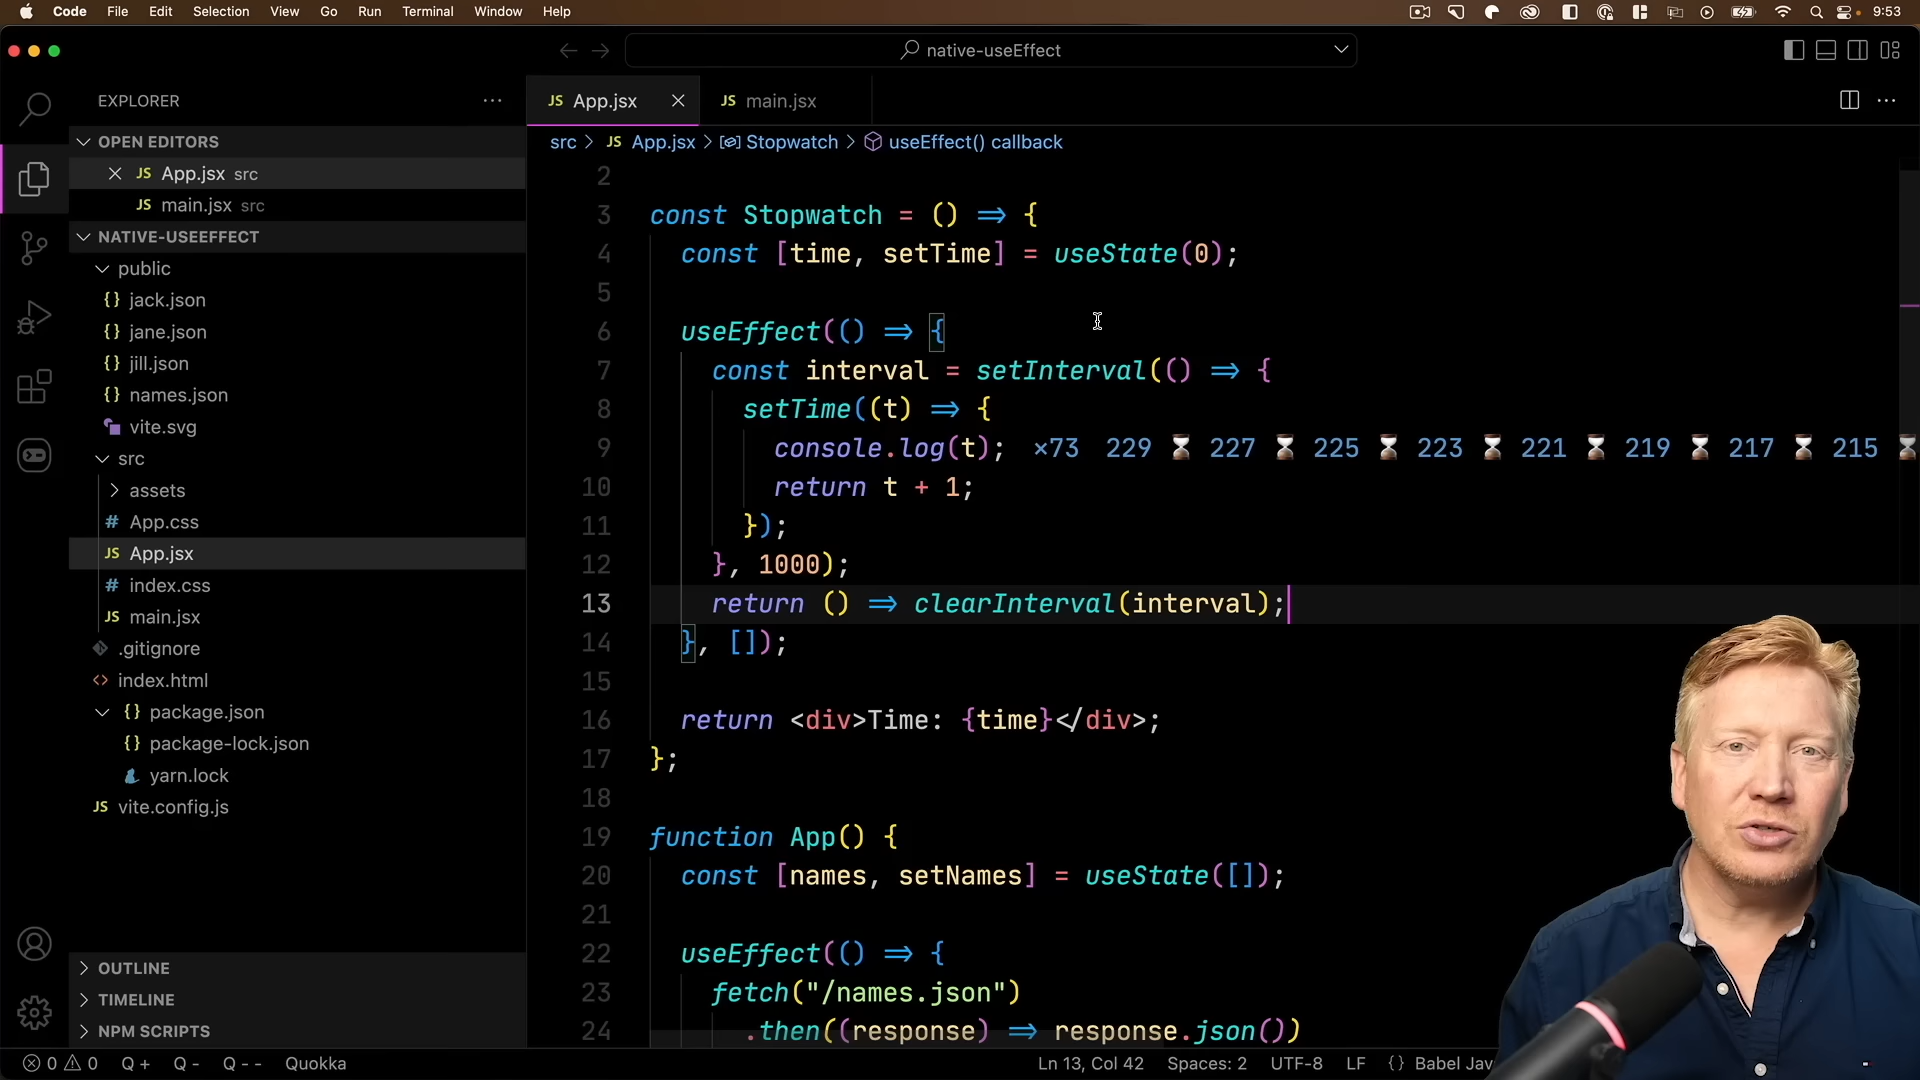 Code File Edit Selection View Go Run Terminal Window Help 9:53
native-useEffect
EXPLORER
OPEN EDITORS
JS App.jsx src
JS main.jsx src
NATIVE-USEEFFECT
public
{} jack.json
{} jane.json
{} jill.json
{} names.json
vite.svg
src
assets
# App.css
JS App.jsx
# index.css
JS main.jsx
.gitignore
<> index.html
{} package.json
{} package-lock.json
yarn.lock
JS vite.config.js
OUTLINE
TIMELINE
NPM SCRIPTS
JS App.jsx JS main.jsx
src > JS App.jsx > Stopwatch > useEffect() callback
2
3 const Stopwatch = () => {
4 const [time, setTime] = useState(0);
5
6 useEffect(() => {
7 const interval = setInterval(() => {
8 setTime((t) => {
9 console.log(t); ×73 229 ⌛ 227 ⌛ 225 ⌛ 223 ⌛ 221 ⌛ 219 ⌛ 217 ⌛ 215 ⌛
10 return t + 1;
11 });
12 }, 1000);
13 return () => clearInterval(interval);
14 }, []);
15
16 return <div>Time: {time}</div>;
17 };
18
19 function App() {
20 const [names, setNames] = useState([]);
21
22 useEffect(() => {
23 fetch("/names.json")
24 .then((response) => response.json())
0 0 Q + Q - Q - - Quokka Ln 13, Col 42 Spaces: 2 UTF-8 LF {} Babel Jav